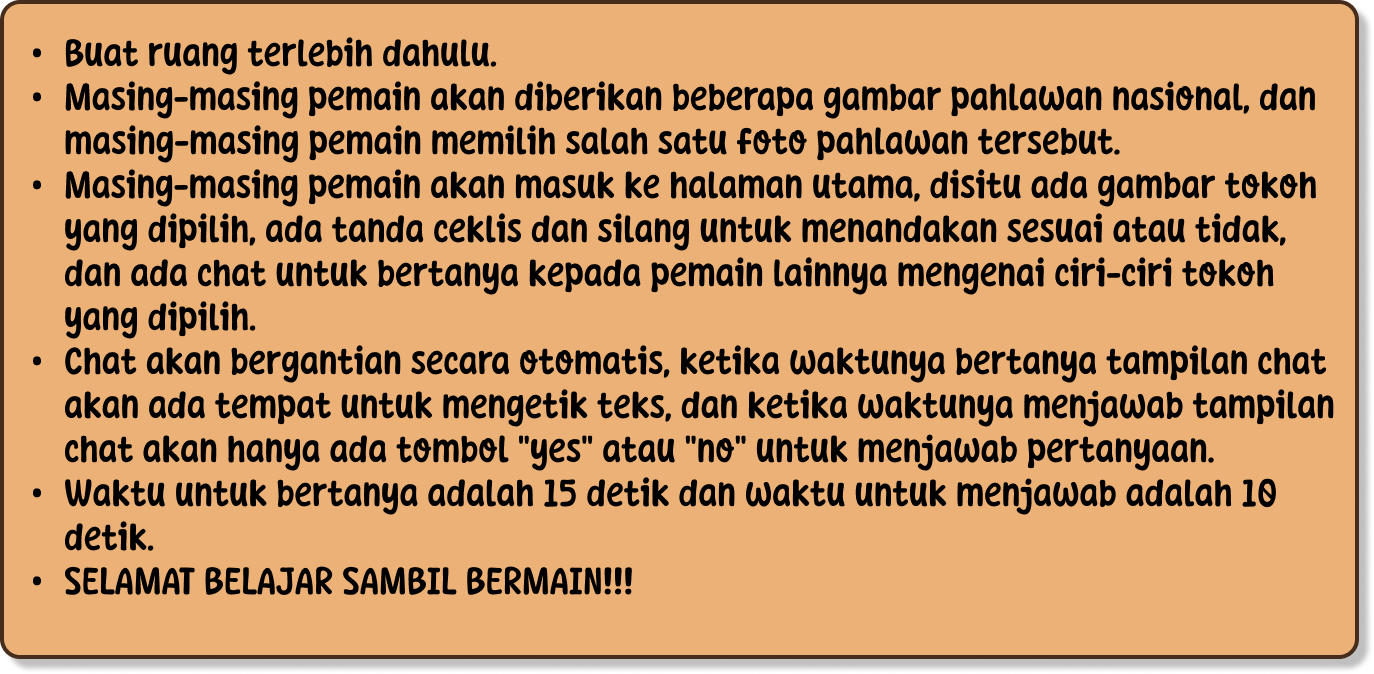 • Buat ruang terlebih dahulu.
• Masing-masing pemain akan diberikan beberapa gambar pahlawan nasional, dan
masing-masing pemain memilih salah satu foto pahlawan tersebut.
• Masing-masing pemain akan masuk ke halaman utama, disitu ada gambar tokoh
yang dipilih, ada tanda ceklis dan silang untuk menandakan sesuai atau tidak,
dan ada chat untuk bertanya kepada pemain lainnya mengenai ciri-ciri tokoh
yang dipilih.
• Chat akan bergantian secara otomatis, ketika waktunya bertanya tampilan chat
akan ada tempat untuk mengetik teks, dan ketika waktunya menjawab tampilan
chat akan hanya ada tombol "yes" atau "no" untuk menjawab pertanyaan.
• Waktu untuk bertanya adalah 15 detik dan waktu untuk menjawab adalah 10
detik.
• SELAMAT BELAJAR SAMBIL BERMAIN!!!